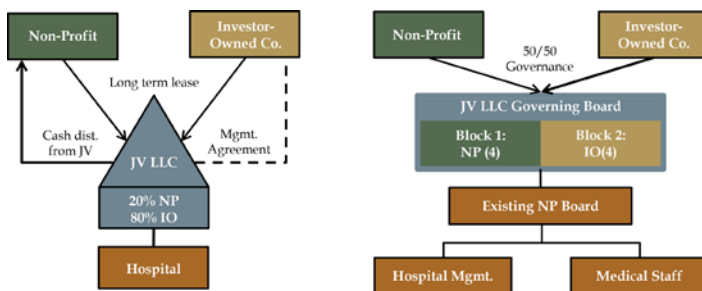 Non-Profit
Investor-
Owned Co.
Long term lease
Cash dist.
from JV
Mgmt.
Agreement
JV LLC
20% NP
80% IO
Hospital
Non-Profit
Investor-
Owned Co.
50/50
Governance
JV LLC Governing Board
Block 1:
NP (4)
Block 2:
IO(4)
Existing NP Board
Hospital Mgmt.
Medical Staff